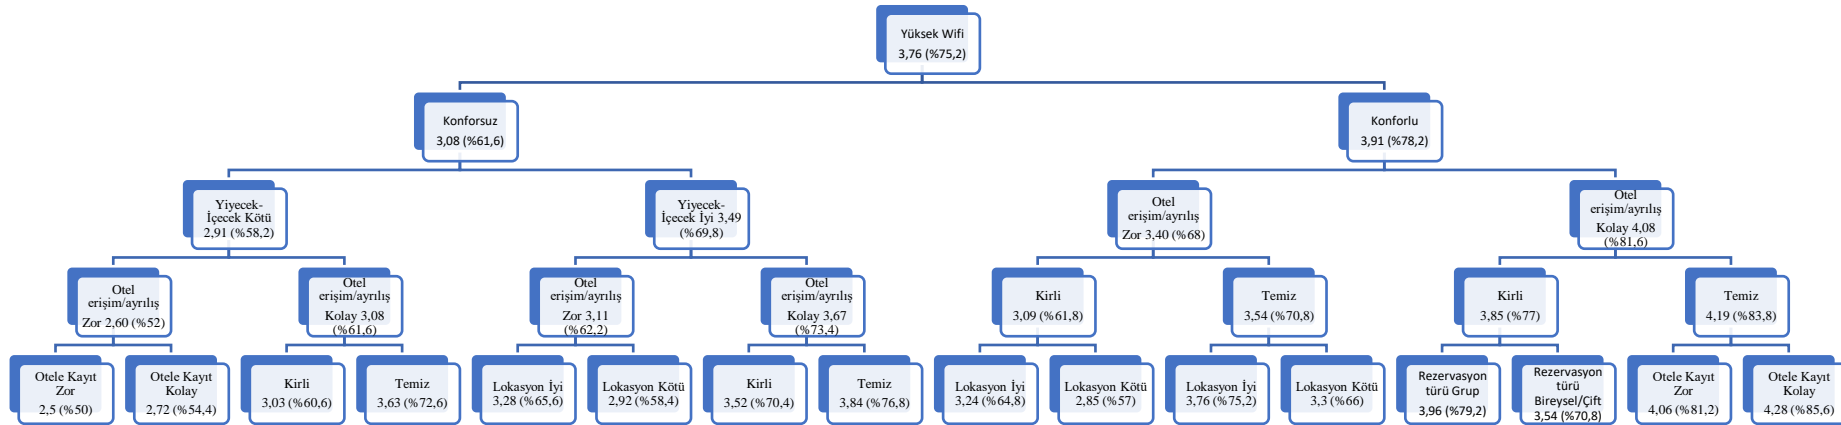 Yüksek Wifi
3,76 (%75,2)
Konforsuz
3,08 (%61,6)
Konforlu
3,91 (%78,2)
Yiyecek-
İçecek Kötü
2,91 (%58,2)
Yiyecek-
İçecek İyi 3,49
(%69,8)
Otel
erişim/ayrılış
Zor 3,40 (%68)
Otel
erişim/ayrılış
Kolay 4,08
(%81,6)
Otel
erişim/ayrılış
Zor 2,60 (%52)
Otel
erişim/ayrılış
Kolay 3,08
(%61,6)
Otel
erişim/ayrılış
Zor 3,11
(%62,2)
Otel
erişim/ayrılış
Kolay 3,67
(%73,4)
Kirli
3,09 (%61,8)
Temiz
3,54 (%70,8)
Kirli
3,85 (%77)
Temiz
4,19 (%83,8)
Otele Kayıt
Zor
2,5 (%50)
Otele Kayıt
Kolay
2,72 (%54,4)
Kirli
3,03 (%60,6)
Temiz
3,63 (%72,6)
Lokasyon İyi
3,28 (%65,6)
Lokasyon Kötü
2,92 (%58,4)
Kirli
3,52 (%70,4)
Temiz
3,84 (%76,8)
Lokasyon İyi
3,24 (%64,8)
Lokasyon Kötü
2,85 (%57)
Lokasyon İyi
3,76 (%75,2)
Lokasyon Kötü
3,3 (%66)
Rezervasyon
türü Grup
3,96 (%79,2)
Rezervasyon
türü
Bireysel/Çift
3,54 (%70,8)
Otele Kayıt
Zor
4,06 (%81,2)
Otele Kayıt
Kolay
4,28 (%85,6)